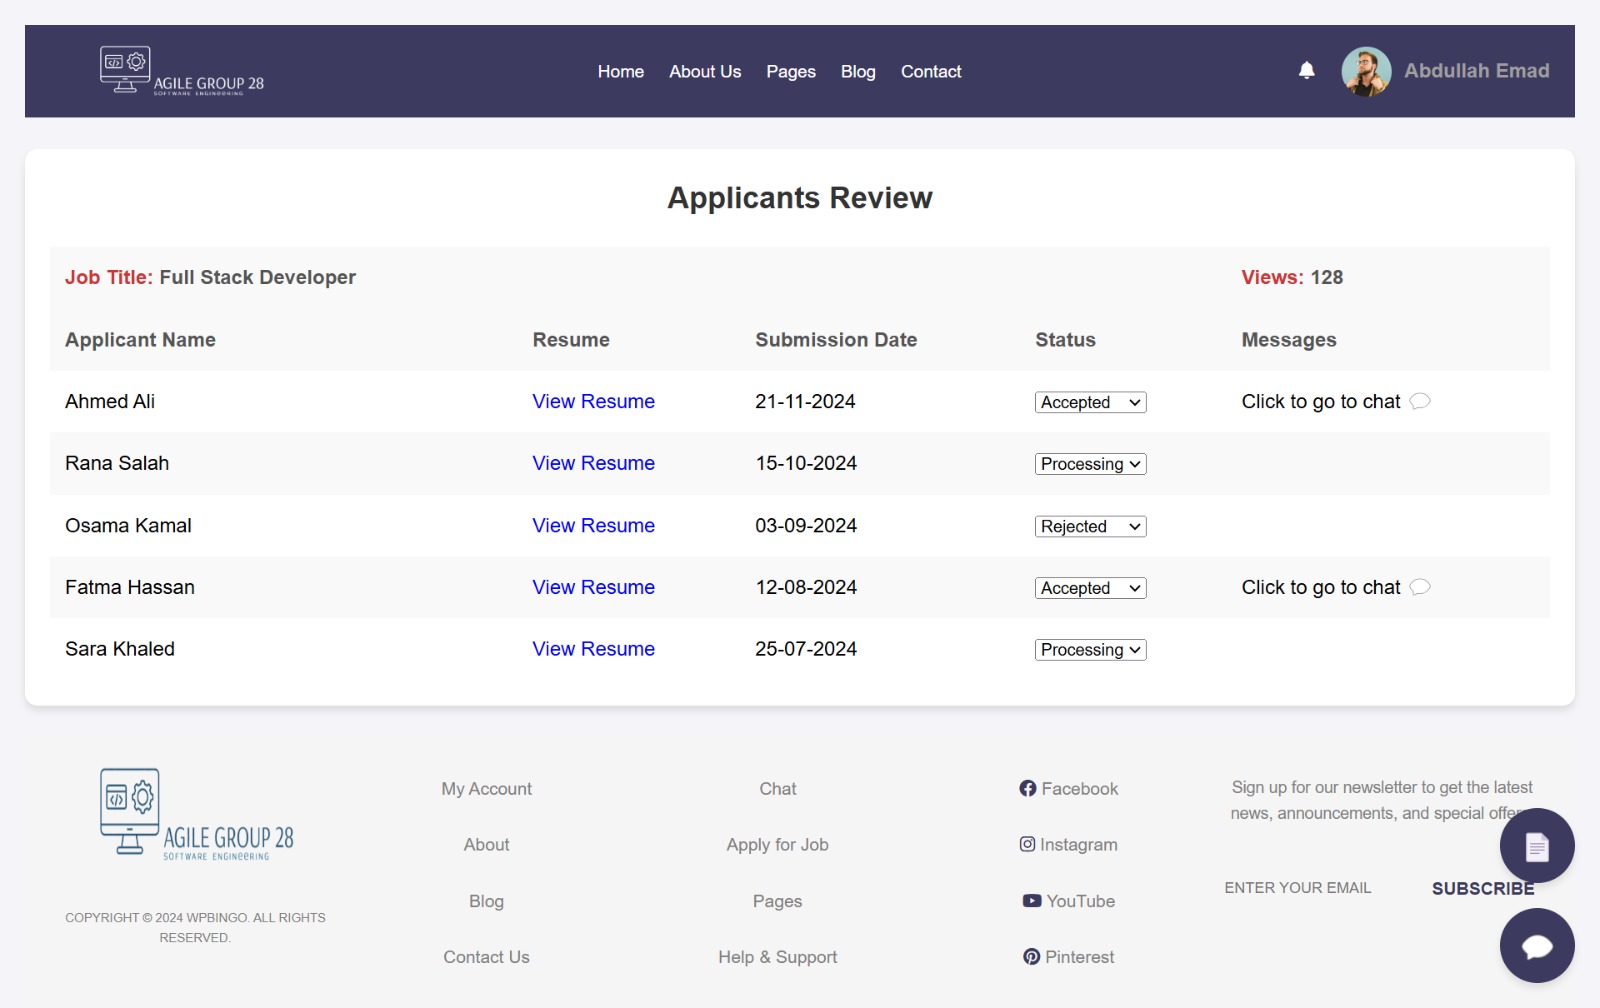 AGILE GROUP 28
SOFTWARE ENGINEERING
Home About Us Pages Blog Contact
Abdullah Emad
Applicants Review
Job Title: Full Stack Developer Views: 128
Applicant Name Resume Submission Date Status Messages
Ahmed Ali View Resume 21-11-2024 Accepted Click to go to chat
Rana Salah View Resume 15-10-2024 Processing
Osama Kamal View Resume 03-09-2024 Rejected
Fatma Hassan View Resume 12-08-2024 Accepted Click to go to chat
Sara Khaled View Resume 25-07-2024 Processing
</>
AGILE GROUP 28
SOFTWARE ENGINEERING
COPYRIGHT © 2024 WPBINGO. ALL RIGHTS
RESERVED.
My Account
About
Blog
Contact Us
Chat
Apply for Job
Pages
Help & Support
Facebook
Instagram
YouTube
Pinterest
Sign up for our newsletter to get the latest
news, announcements, and special offer
ENTER YOUR EMAIL SUBSCRIBE